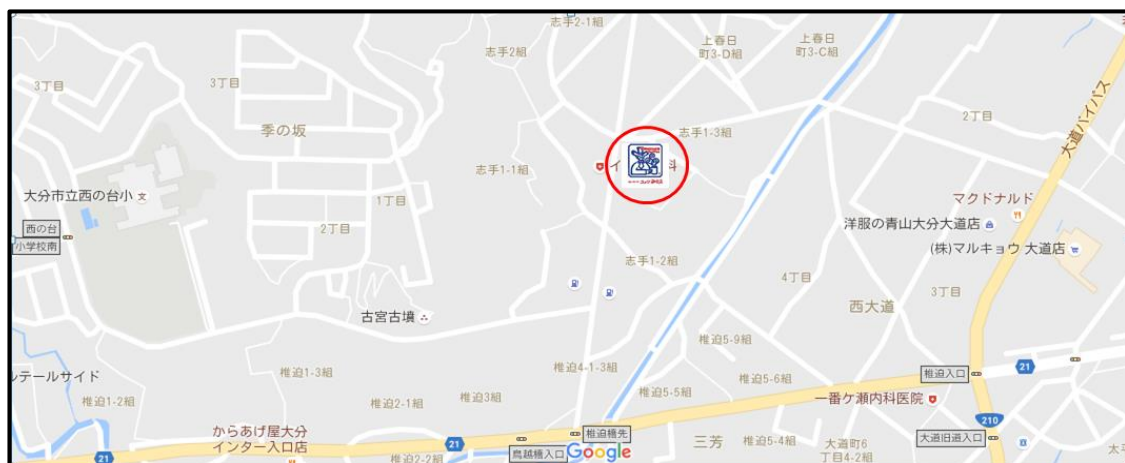 志手2-1組
志手2組
上春日
町3-D組
上春日
町3-C組
3丁目
3丁目
季の坂
志手1-3組
2丁目
大道バイパス
志手1-1組
イ
科
大分市立西の台小
文
1丁目
マクドナルド
西の台
小学校南
2丁目
洋服の青山大分大道店
(株)マルキョウ 大道店
志手1-2組
4丁目
3丁目
西大道
古宮古墳
椎迫5-9組
ルテールサイド
椎迫1-3組
椎迫4-1-3組
椎迫入口
21
椎迫5-6組
椎迫5-5組
椎迫1-2組
椎迫2-1組
椎迫3組
一番ケ瀬内科医院
210
からあげ屋大分
インター入口店
椎迫橋先
三芳
椎迫5-4組
大道町6
丁目4-2組
大道旧道入口
21
鳥越橋入口
Google
太平
21
椎迫2-2組